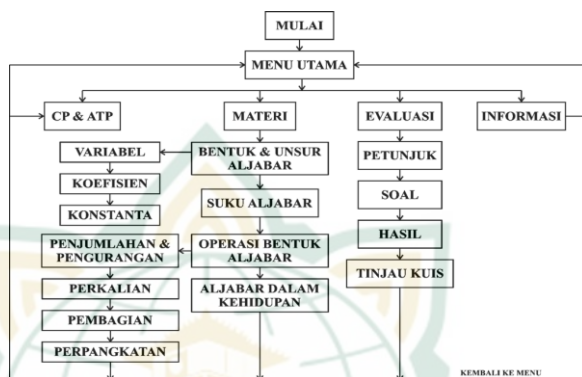 MULAI
MENU UTAMA
CP & ATP
MATERI
EVALUASI
INFORMASI
VARIABEL
BENTUK & UNSUR
ALJABAR
PETUNJUK
KOEFISIEN
SUKU ALJABAR
SOAL
KONSTANTA
HASIL
PENJUMLAHAN &
PENGURANGAN
OPERASI BENTUK
ALJABAR
TINJAU KUIS
PERKALIAN
ALJABAR DALAM
KEHIDUPAN
PEMBAGIAN
PERPANGKATAN
KEMBALI KE MENU